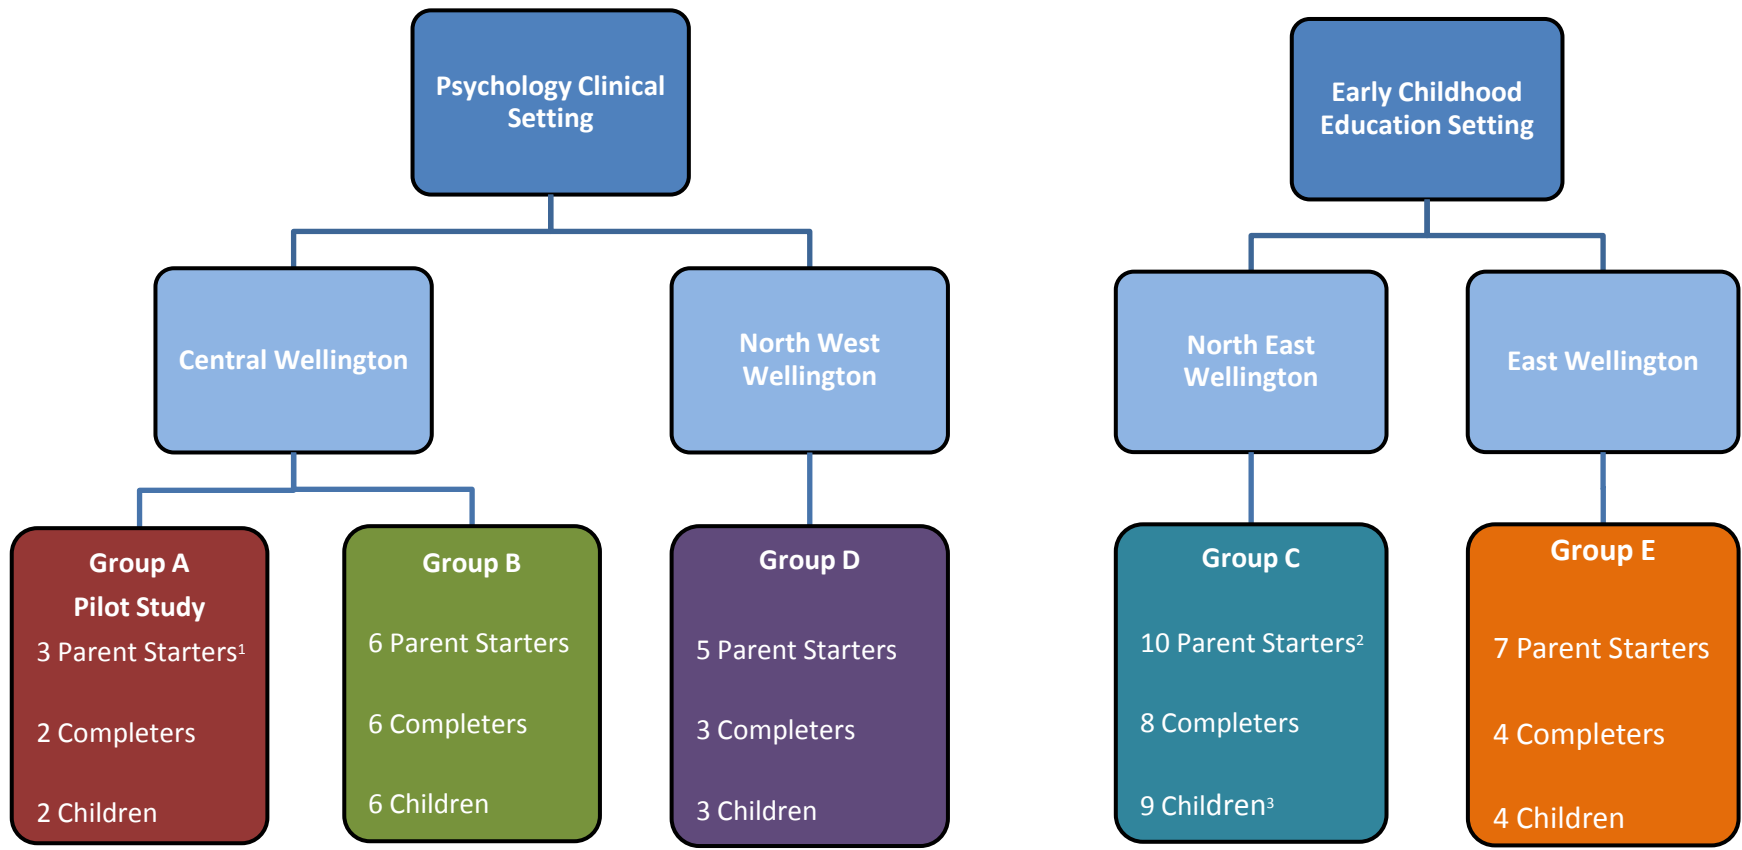 Psychology Clinical
Setting
Early Childhood
Education Setting
Central Wellington
North West
Wellington
North East
Wellington
East Wellington
Group A
Pilot Study
3 Parent Starters¹
2 Completers
2 Children
Group B
6 Parent Starters
6 Completers
6 Children
Group D
5 Parent Starters
3 Completers
3 Children
Group C
10 Parent Starters²
8 Completers
9 Children³
Group E
7 Parent Starters
4 Completers
4 Children